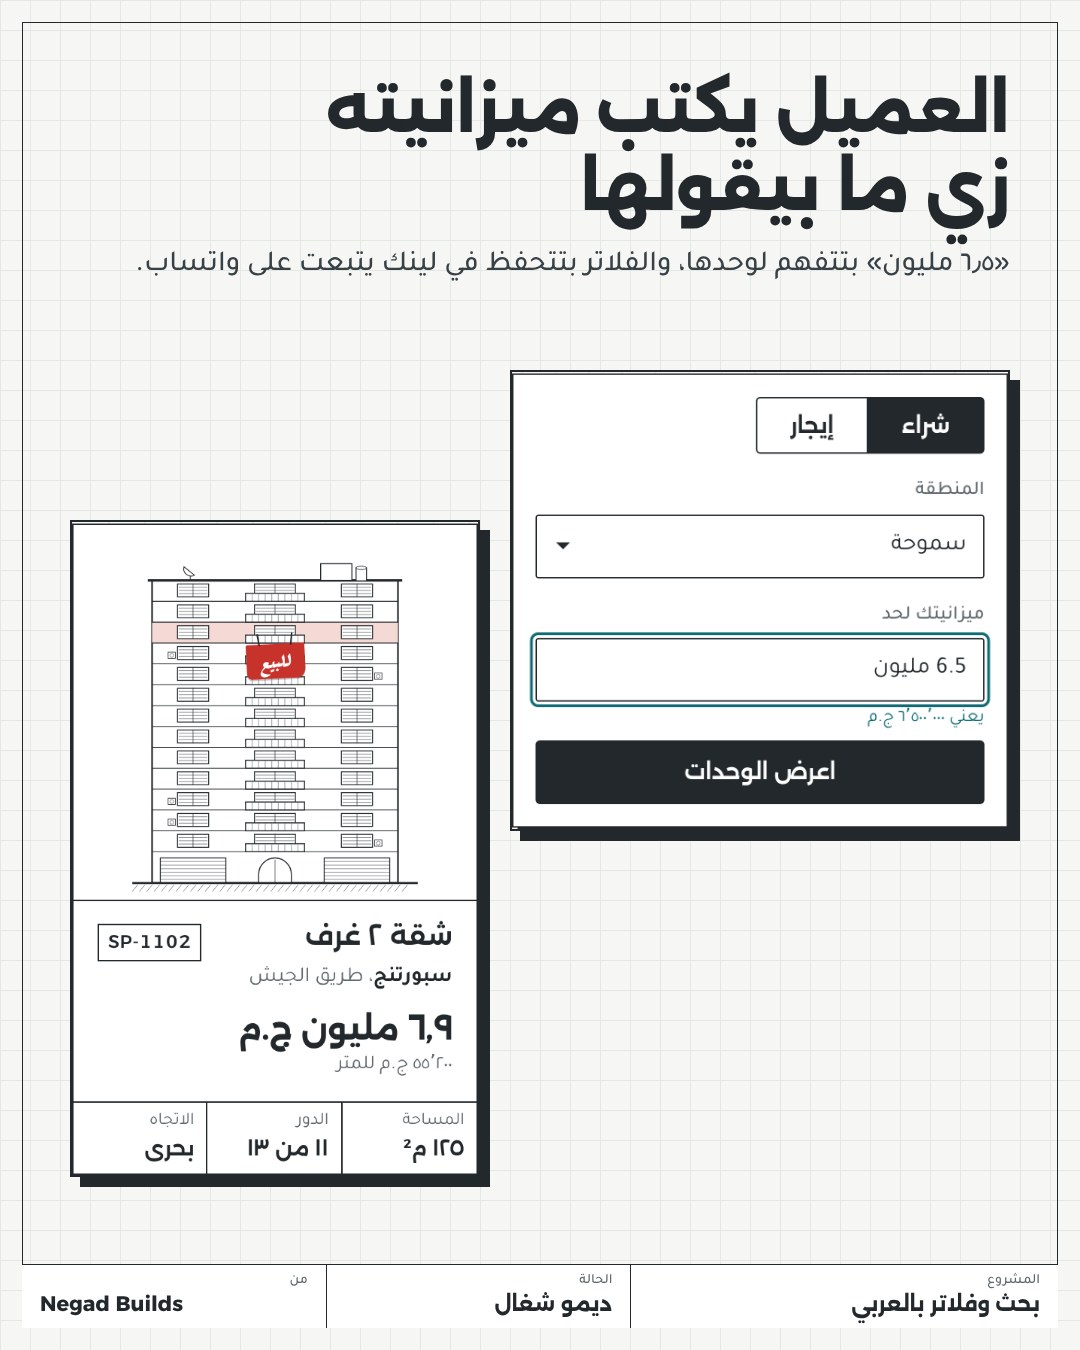 العميل يكتب ميزانيته
زي ما بيقولها
«٦٫٥ مليون» بتتفهم لوحدها، والفلاتر بتتحفظ في لينك يتبعت على واتساب.
شراء
إيجار
المنطقة
سموحة
ميزانيتك لحد
6.5 مليون
يعني ٦٬٥٠٠٬٠٠٠ ج.م
اعرض الوحدات
للبيع
شقة ٢ غرف
SP-1102
سبورتنج، طريق الجيش
٦٫٩ مليون ج.م
٥٥٬٢٠٠ ج.م للمتر
المساحة
١٢٥ م²
الدور
١١ من ١٣
الاتجاه
بحرى
المشروع
بحث وفلاتر بالعربي
الحالة
ديمو شغال
من
Negad Builds